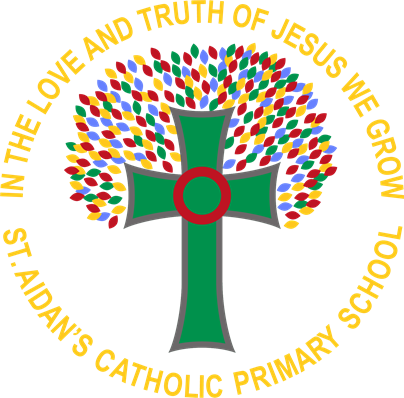 IN THE LOVE AND TRUTH OF JESUS WE GROW
ST. AIDAN'S CATHOLIC PRIMARY SCHOOL